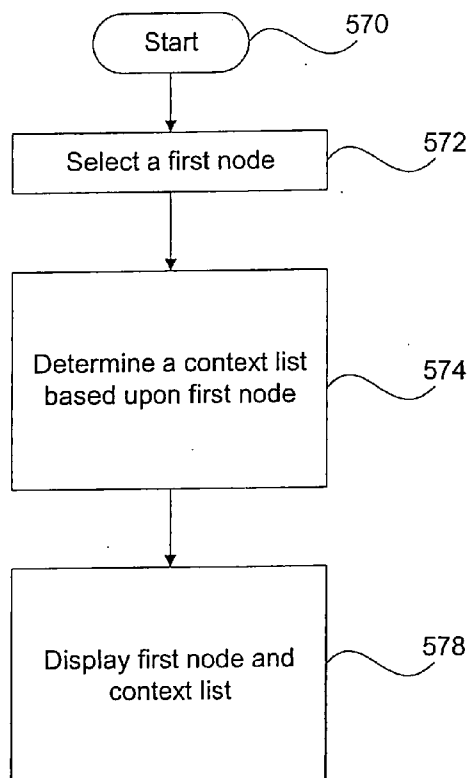 Start
570
Select a first node
572
Determine a context list
based upon first node
574
Display first node and
context list
578